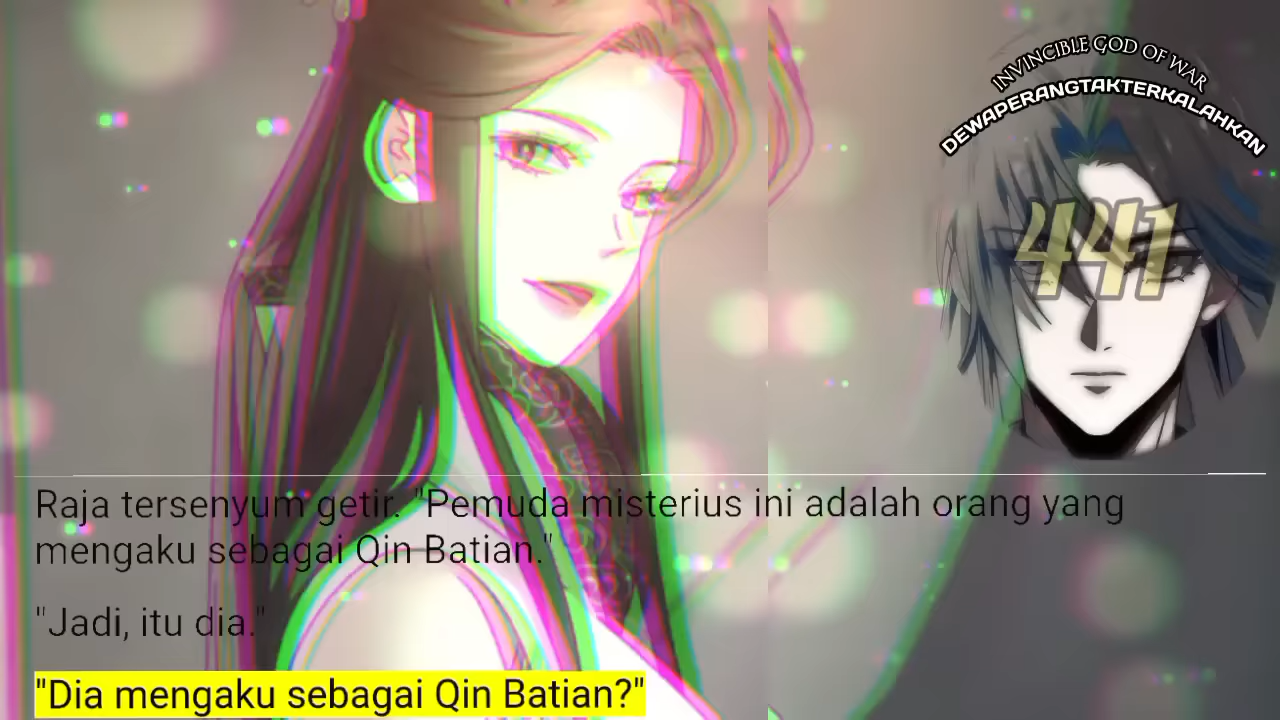 INVINCIBLE GOD OF WAR
DEWAPERANGTAKTERKALAHKAN
441
Raja tersenyum getir. "Pemuda misterius ini adalah orang yang
mengaku sebagai Qin Batian."
"Jadi, itu dia."
"Dia mengaku sebagai Qin Batian?"